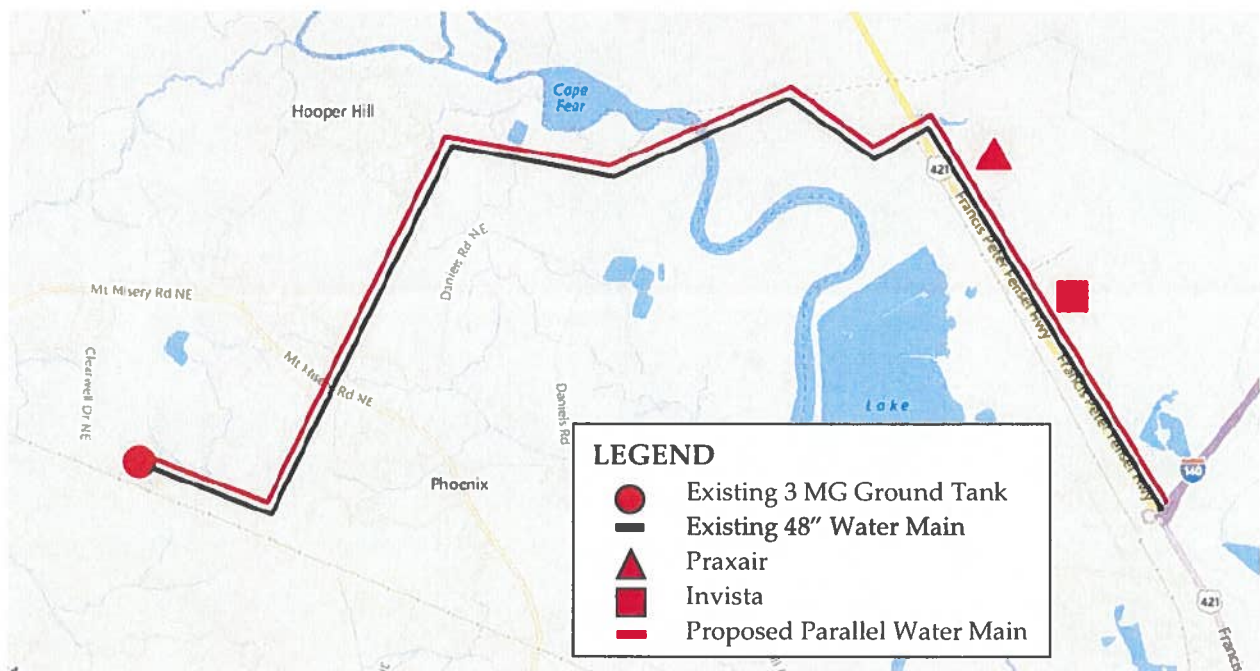 Cape
Fear
Hooper Hill
421
Francis Peter Fensel Hwy
Daniels Rd NE
Mt Misery Rd NE
Clearwell Dr NE
Mt Misery Rd NE
Francis Peter Fensel Hwy
Daniels Rd
Lake
140
Phoenix
421
LEGEND
Existing 3 MG Ground Tank
Existing 48" Water Main
Praxair
Invista
Proposed Parallel Water Main